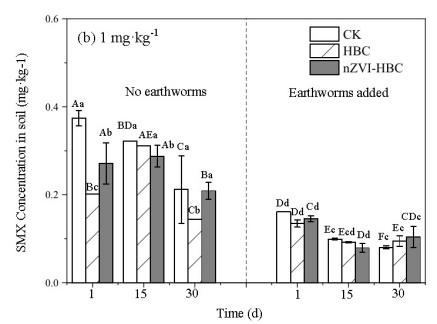 (b) 1 mg·kg⁻¹
CK
HBC
nZVI-HBC
No earthworms
Earthworms added
SMX Concentration in soil (mg·kg-1)
0.6
0.4
0.2
0.0
Aa
Bc
Ab
BDa
AEa
Ab
Ca
Cb
Ba
Dd
Dd
Cd
Ec
Ecd
Dd
Fc
Ec
CDc
1
15
30
1
15
30
Time (d)